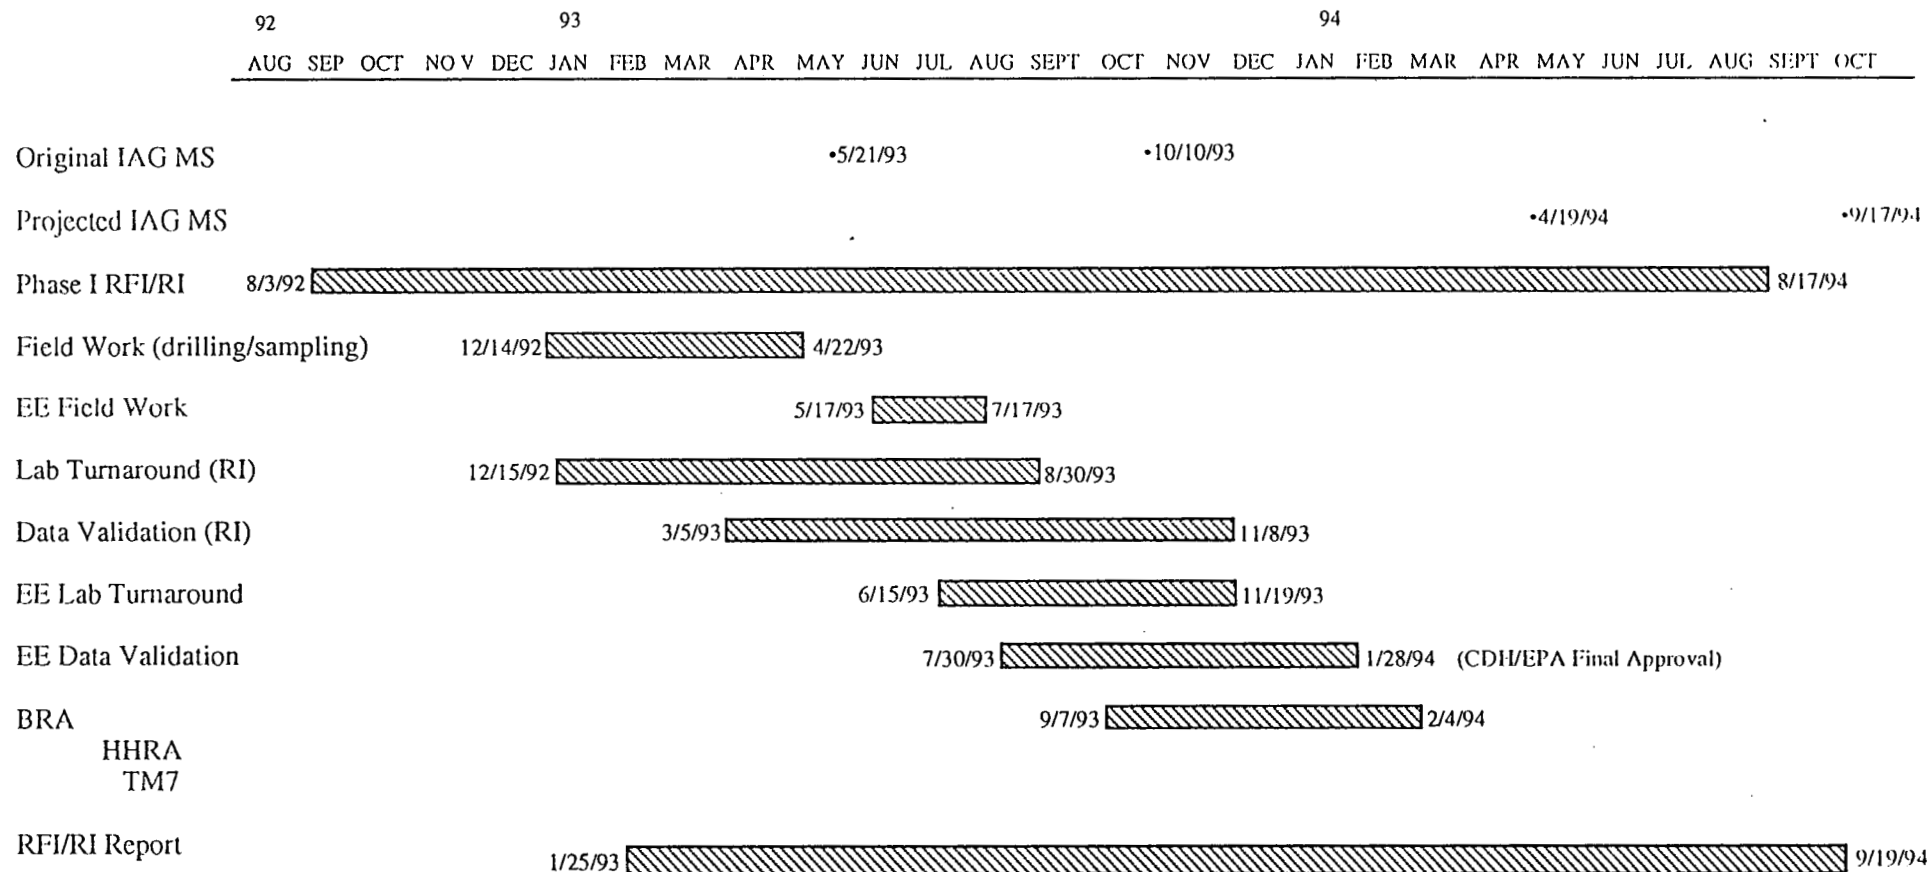 92 93 94
AUG SEP OCT NOV DEC JAN FEB MAR APR MAY JUN JUL AUG SEPT OCT NOV DEC JAN FEB MAR APR MAY JUN JUL AUG SEPT OCT
Original IAG MS •5/21/93 •10/10/93
Projected IAG MS •4/19/94 •9/17/94
Phase I RFI/RI 8/3/92 8/17/94
Field Work (drilling/sampling) 12/14/92 4/22/93
EE Field Work 5/17/93 7/17/93
Lab Turnaround (RI) 12/15/92 8/30/93
Data Validation (RI) 3/5/93 11/8/93
EE Lab Turnaround 6/15/93 11/19/93
EE Data Validation 7/30/93 1/28/94 (CDH/EPA Final Approval)
BRA 9/7/93 2/4/94
HHRA
TM7
RFI/RI Report 1/25/93 9/19/94